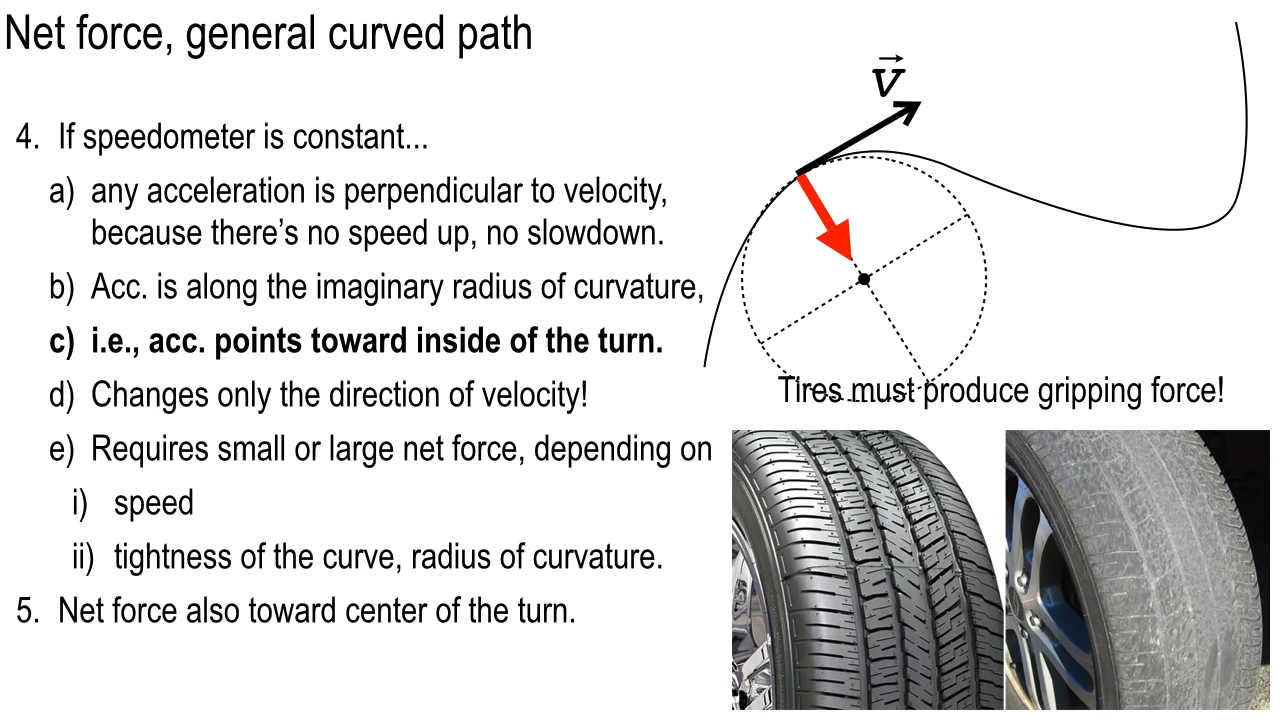 Net force, general curved path
v⃗
4. If speedometer is constant...
a) any acceleration is perpendicular to velocity,
because there’s no speed up, no slowdown.
b) Acc. is along the imaginary radius of curvature,
c) i.e., acc. points toward inside of the turn.
d) Changes only the direction of velocity!
e) Requires small or large net force, depending on
i) speed
ii) tightness of the curve, radius of curvature.
5. Net force also toward center of the turn.
Tires must produce gripping force!